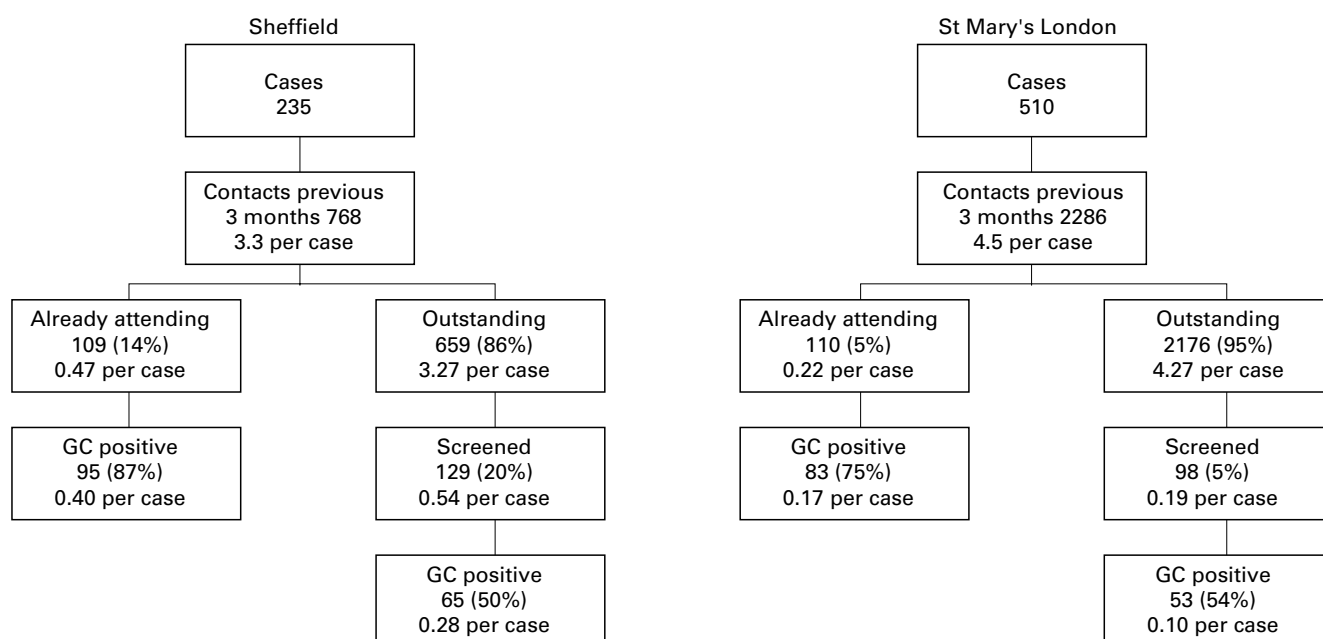 Sheffield
Cases
235
Contacts previous
3 months 768
3.3 per case
Already attending
109 (14%)
0.47 per case
GC positive
95 (87%)
0.40 per case
Outstanding
659 (86%)
3.27 per case
Screened
129 (20%)
0.54 per case
GC positive
65 (50%)
0.28 per case
St Mary's London
Cases
510
Contacts previous
3 months 2286
4.5 per case
Already attending
110 (5%)
0.22 per case
GC positive
83 (75%)
0.17 per case
Outstanding
2176 (95%)
4.27 per case
Screened
98 (5%)
0.19 per case
GC positive
53 (54%)
0.10 per case